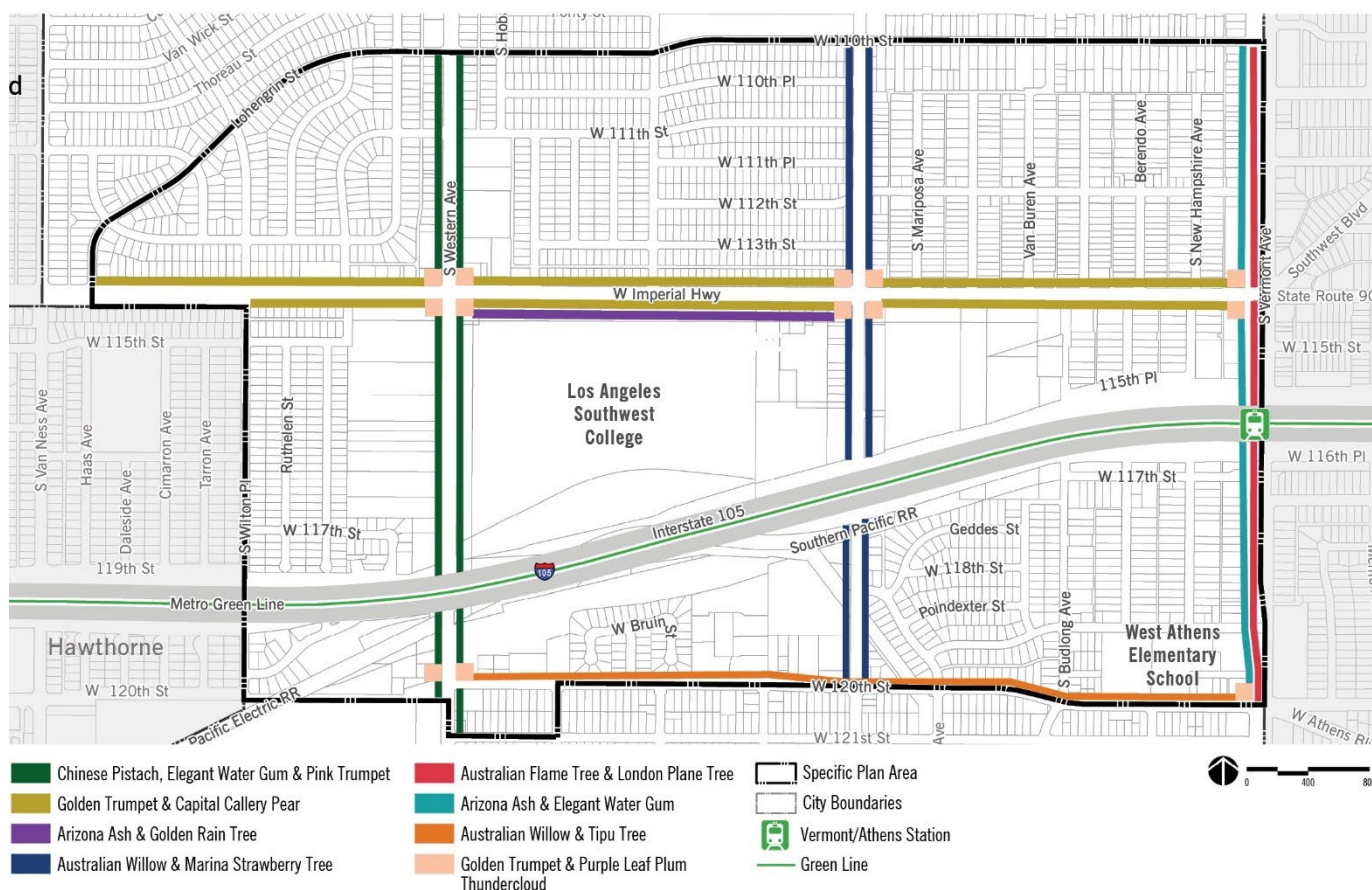 Ponty St
S Hoba
W 110th St
Van Wick St
Thoreau St
d
Lohengrin St
W 110th Pl
W 111th St
W 111th Pl
W 112th St
W 113th St
S Western Ave
S Mariposa Ave
Van Buren Ave
Berendo Ave
S New Hampshire Ave
S Vermont Ave
Southwest Blvd
W Imperial Hwy
State Route 90
W 115th St
W 115th St
115th Pl
Los Angeles
Southwest
College
S Van Ness Ave
Haas Ave
Daleside Ave
Cimarron Ave
Tarron Ave
S Wilton Pl
Ruthelen St
W 116th Pl
W 117th St
W 117th St
Interstate 105
105
Southern Pacific RR
Geddes St
W 118th St
Poindexter St
119th St
Metro Green Line
Hawthorne
W Bruin St
S Budlong Ave
West Athens
Elementary
School
W 120th St
W 120th St
Pacific Electric RR
W 121st St
Ave
W Athens Bl
Chinese Pistach, Elegant Water Gum & Pink Trumpet
Golden Trumpet & Capital Callery Pear
Arizona Ash & Golden Rain Tree
Australian Willow & Marina Strawberry Tree
Australian Flame Tree & London Plane Tree
Arizona Ash & Elegant Water Gum
Australian Willow & Tipu Tree
Golden Trumpet & Purple Leaf Plum
Thundercloud
Specific Plan Area
City Boundaries
Vermont/Athens Station
Green Line
0 400 80